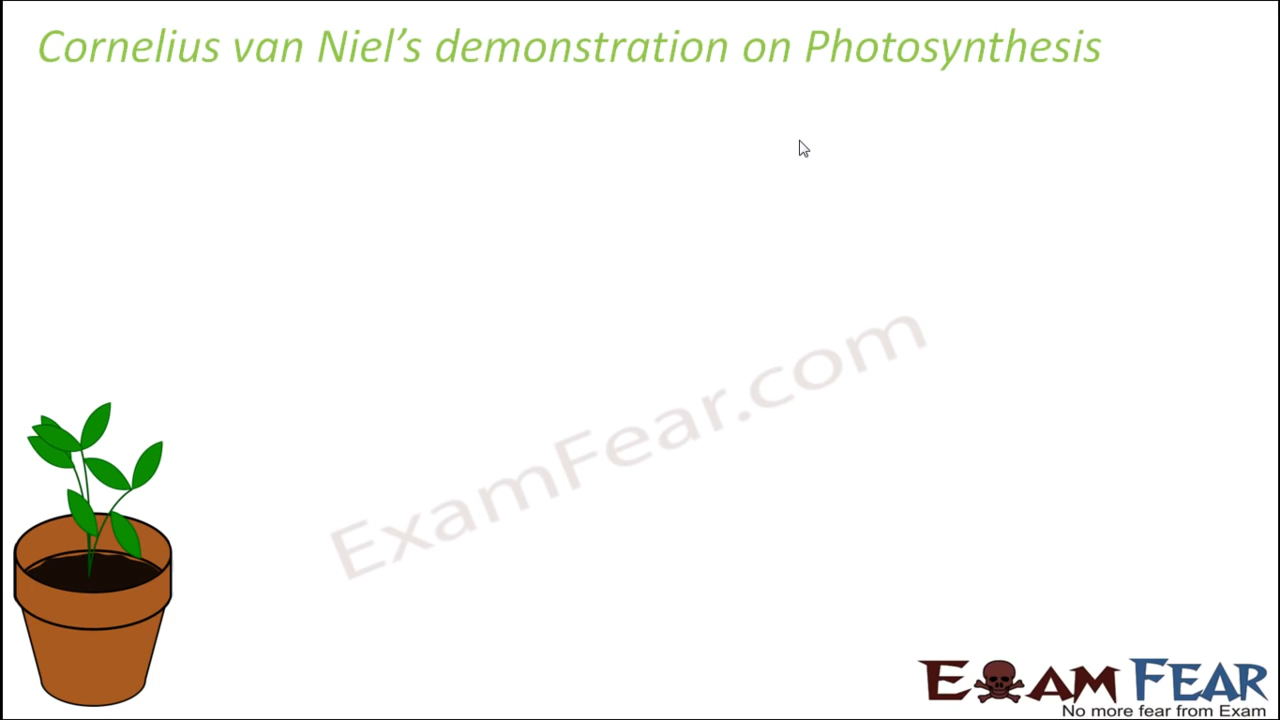 Cornelius van Niel’s demonstration on Photosynthesis
ExamFear.com
EXAM FEAR
No more fear from Exam